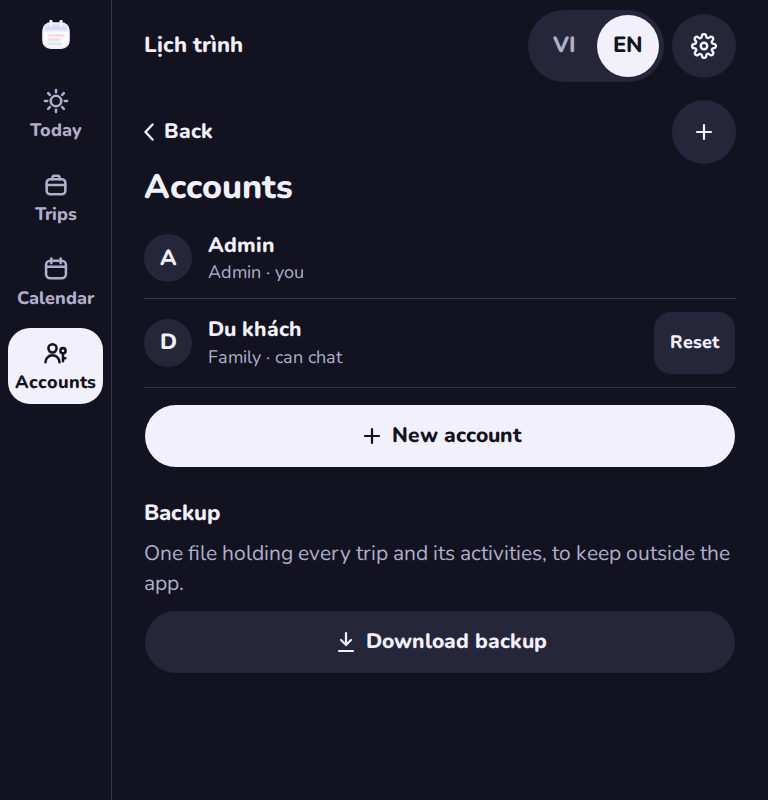 Lịch trình
VI
EN
Today
Trips
Calendar
Accounts
Back
Accounts
A
Admin
Admin · you
D
Du khách
Family · can chat
Reset
New account
Backup
One file holding every trip and its activities, to keep outside the
app.
Download backup